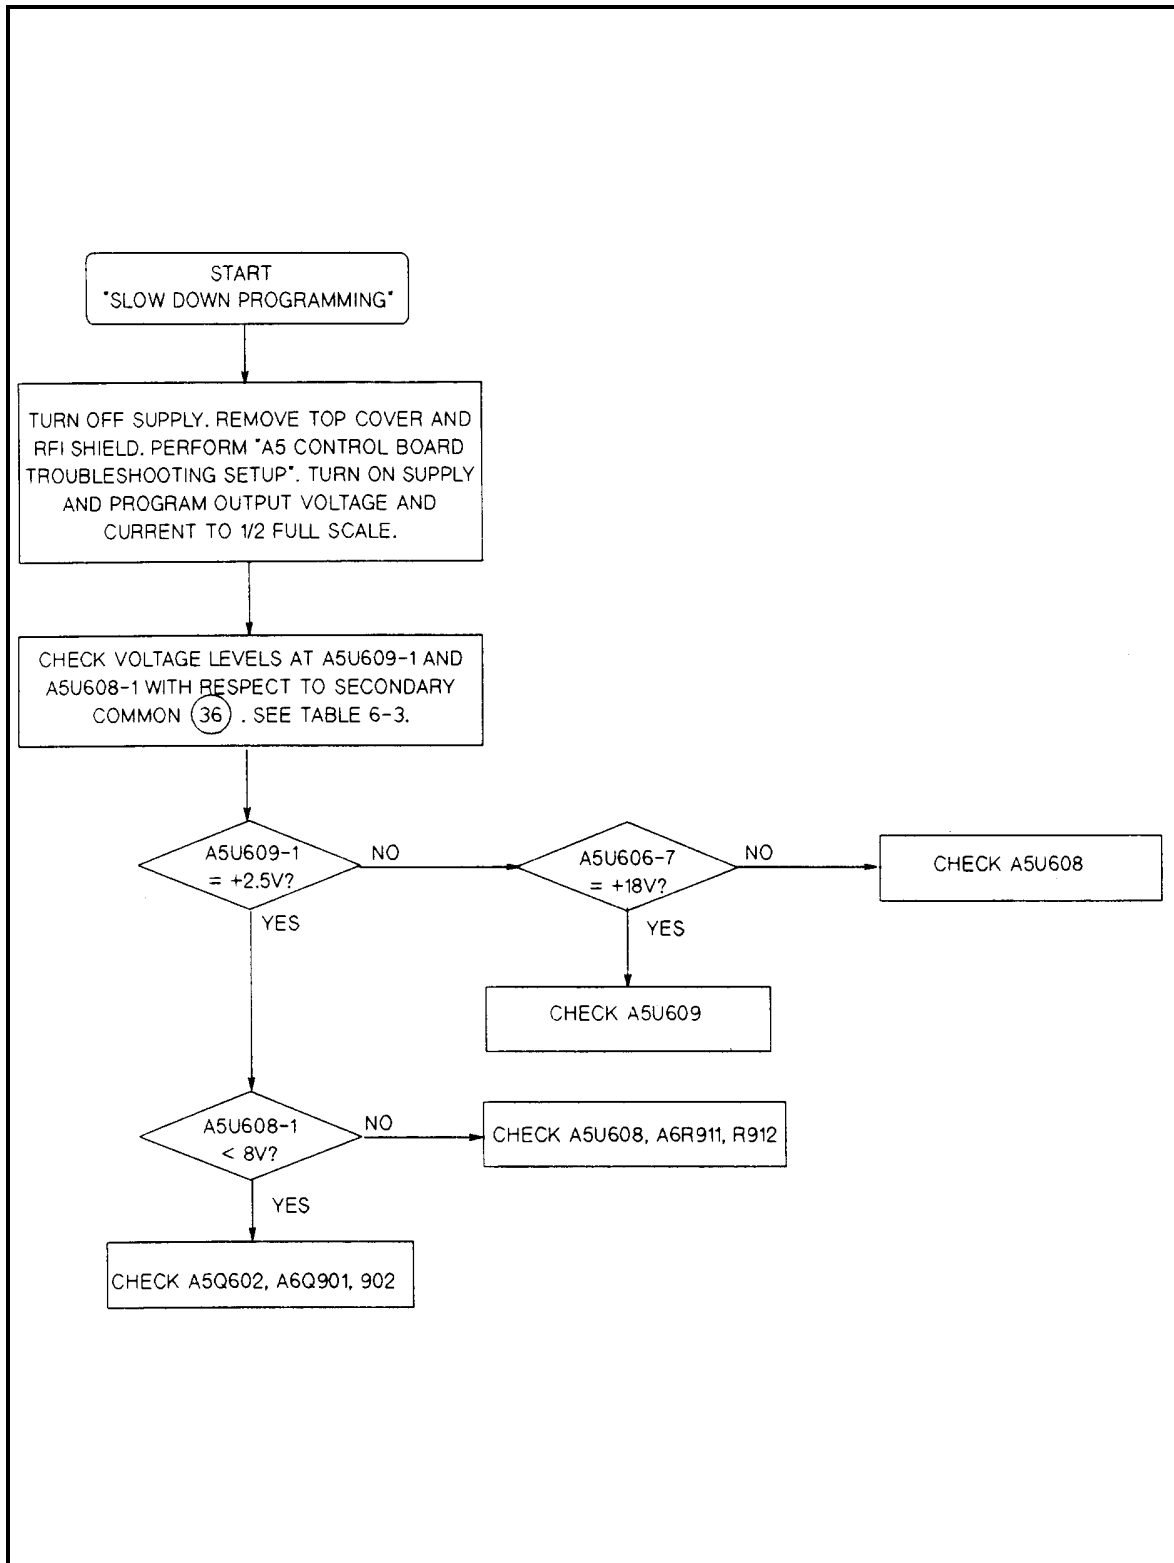 START
"SLOW DOWN PROGRAMMING"
TURN OFF SUPPLY. REMOVE TOP COVER AND
RFI SHIELD. PERFORM "A5 CONTROL BOARD
TROUBLESHOOTING SETUP". TURN ON SUPPLY
AND PROGRAM OUTPUT VOLTAGE AND
CURRENT TO 1/2 FULL SCALE.
CHECK VOLTAGE LEVELS AT A5U609-1 AND
A5U608-1 WITH RESPECT TO SECONDARY
COMMON 36 . SEE TABLE 6-3.
A5U609-1
= +2.5V?
NO
A5U606-7
= +18V?
NO
CHECK A5U608
YES
YES
CHECK A5U609
A5U608-1
< 8V?
NO
CHECK A5U608, A6R911, R912
YES
CHECK A5Q602, A6Q901, 902